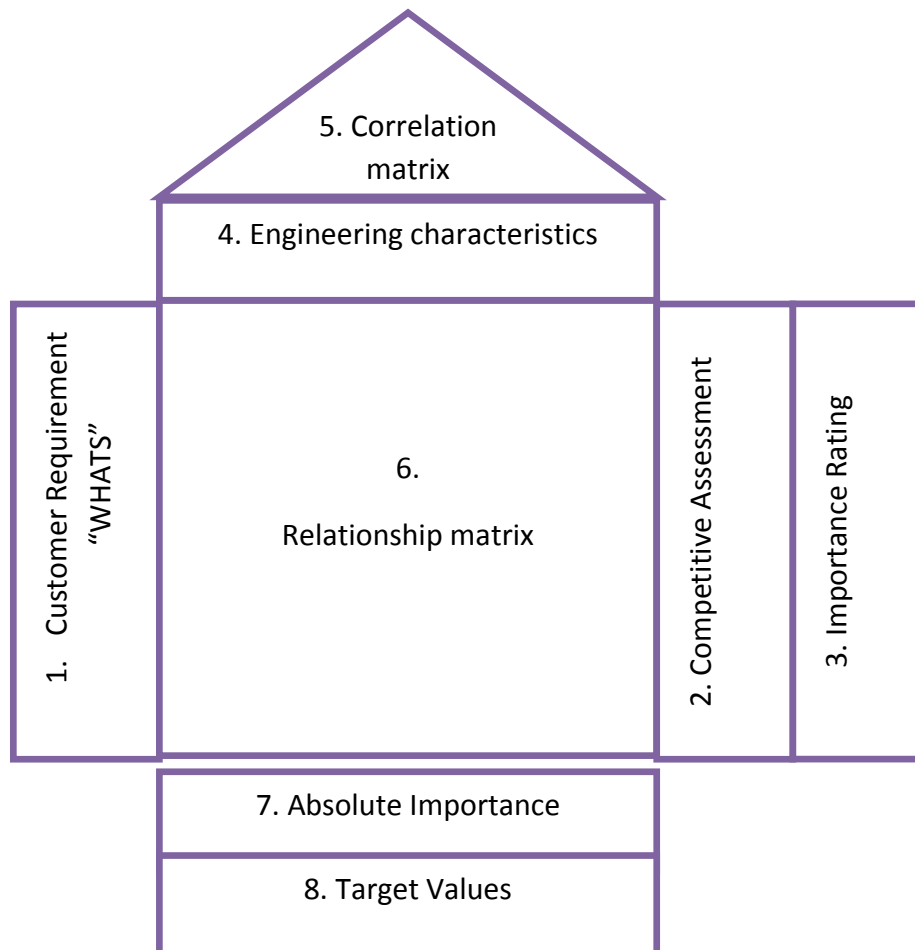 5. Correlation
matrix
4. Engineering characteristics
1. Customer Requirement
“WHATS”
6.
Relationship matrix
2. Competitive Assessment
3. Importance Rating
7. Absolute Importance
8. Target Values